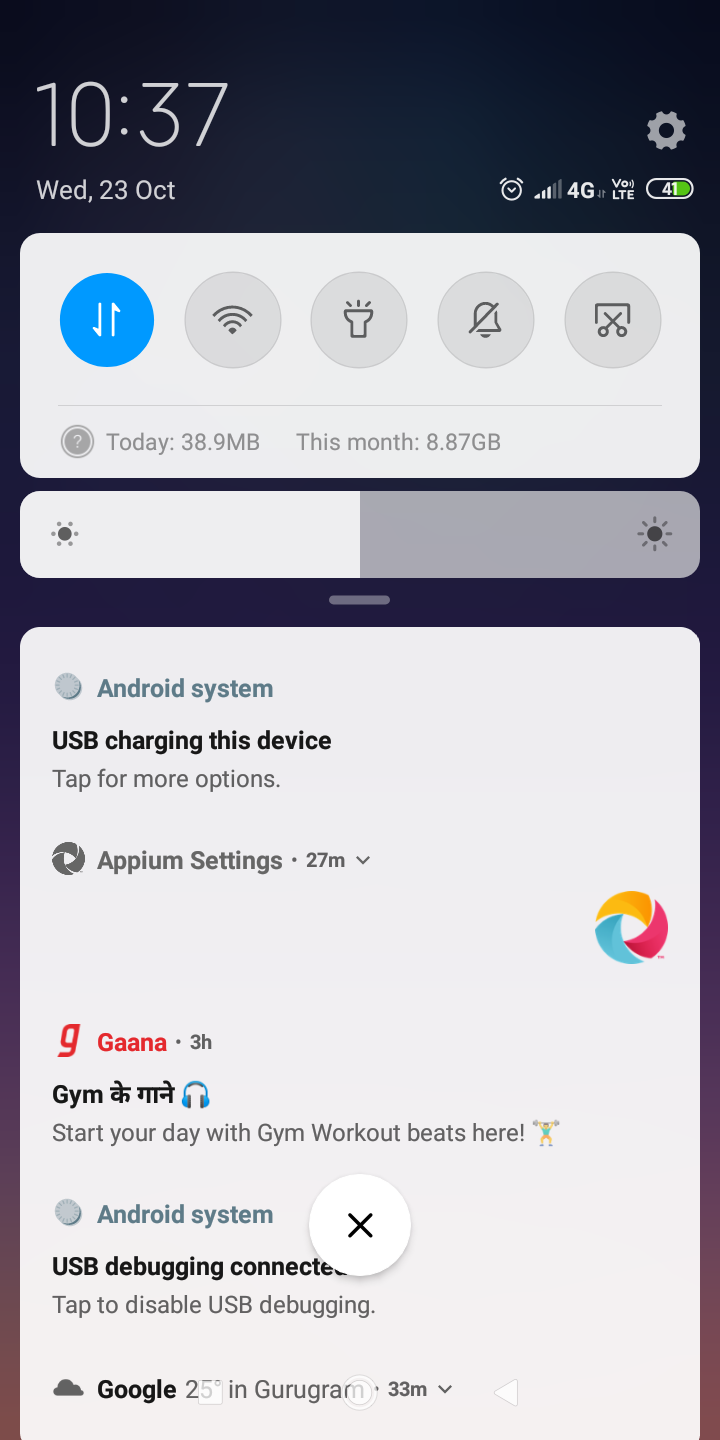 10:37
Wed, 23 Oct
4G
Vo)) LTE
41
Today: 38.9MB This month: 8.87GB
Android system
USB charging this device
Tap for more options.
Appium Settings • 27m
Gaana • 3h
Gym के गाने 🎧
Start your day with Gym Workout beats here! 🏋
Android system
USB debugging connected
Tap to disable USB debugging.
Google 25° in Gurugram • 33m